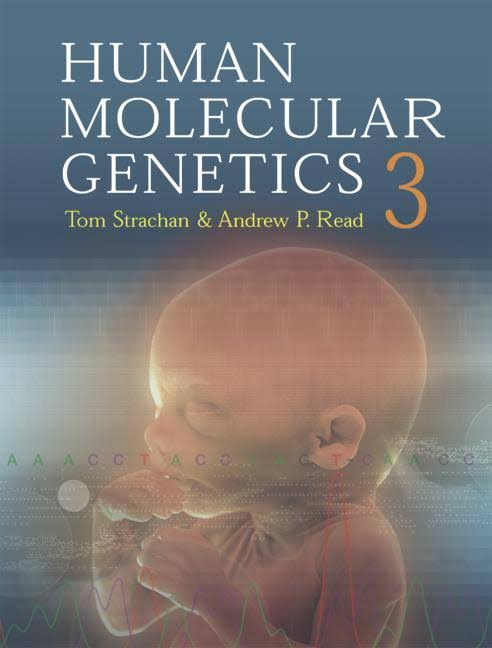 HUMAN
MOLECULAR
GENETICS 3
Tom Strachan & Andrew P. Read
A A A C C T A C C